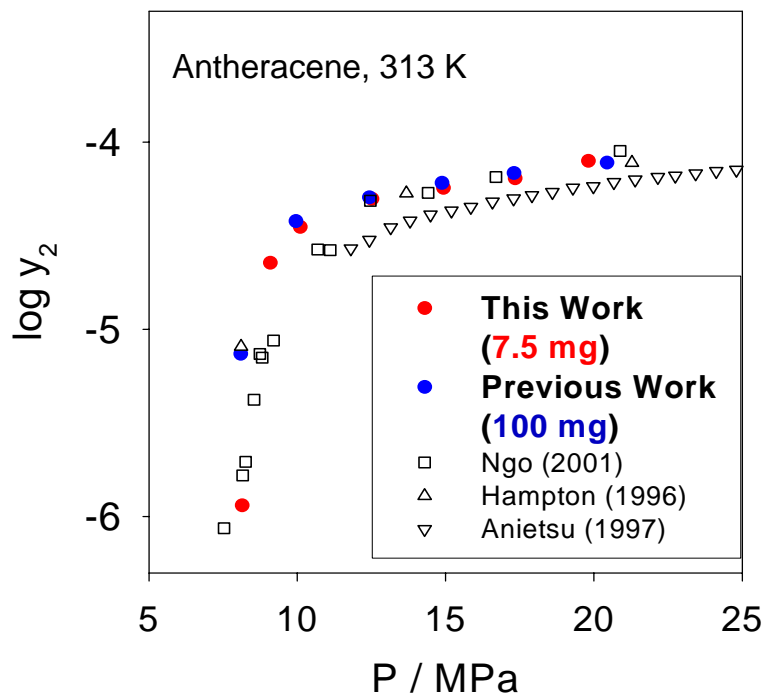 Antheracene, 313 K
-4
-5
-6
log y2
This Work
(7.5 mg)
Previous Work
(100 mg)
Ngo (2001)
Hampton (1996)
Anietsu (1997)
5 10 15 20 25
P / MPa